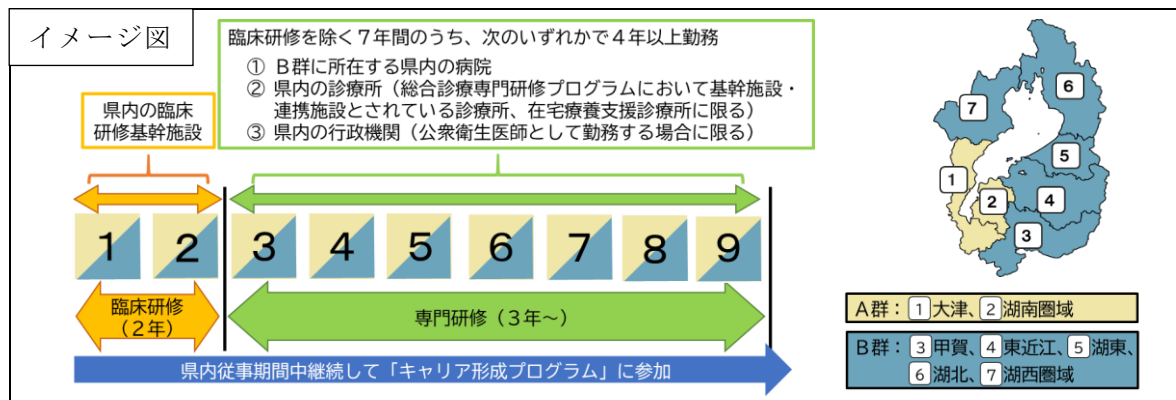 イメージ図
臨床研修を除く７年間のうち、次のいずれかで４年以上勤務
① Ｂ群に所在する県内の病院
② 県内の診療所（総合診療専門研修プログラムにおいて基幹施設・
連携施設とされている診療所、在宅療養支援診療所に限る）
③ 県内の行政機関（公衆衛生医師として勤務する場合に限る）
県内の臨床
研修基幹施設
1 2 3 4 5 6 7 8 9
臨床研修
（２年）
専門研修（３年～）
県内従事期間中継続して「キャリア形成プログラム」に参加
6
7
5
1
2
4
3
Ａ群：1大津、2湖南圏域
Ｂ群：3甲賀、4東近江、5湖東、
6湖北、7湖西圏域